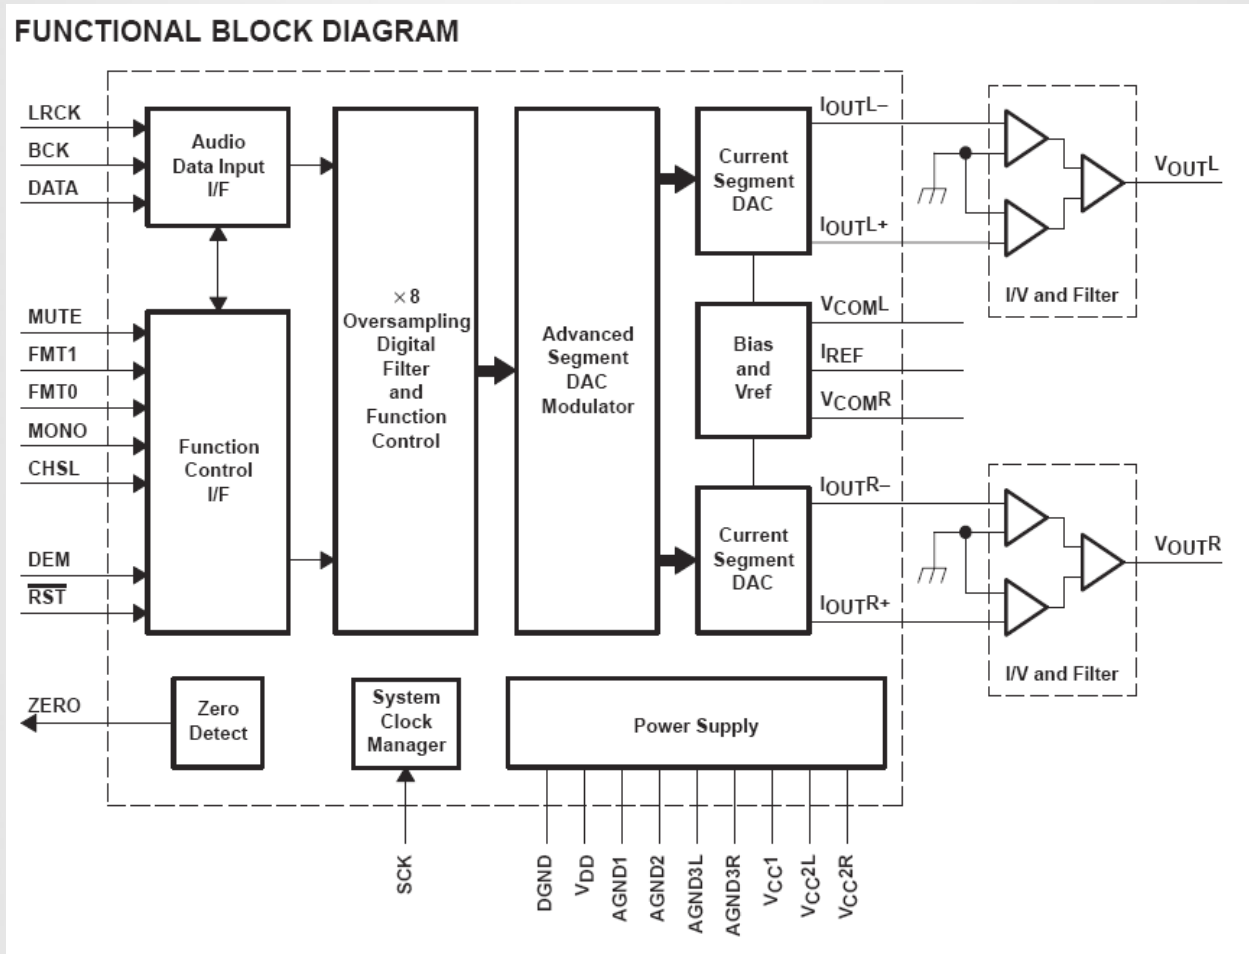 FUNCTIONAL BLOCK DIAGRAM
LRCK
BCK
DATA
Audio
Data Input
I/F
MUTE
FMT1
FMT0
MONO
CHSL
DEM
RST
Function
Control
I/F
×8
Oversampling
Digital
Filter
and
Function
Control
Advanced
Segment
DAC
Modulator
Current
Segment
DAC
IOUTL–
IOUTL+
I/V and Filter
VOUTL
Bias
and
Vref
VCOML
IREF
VCOMR
Current
Segment
DAC
IOUTR–
IOUTR+
I/V and Filter
VOUTR
ZERO
Zero
Detect
System
Clock
Manager
SCK
Power Supply
DGND
VDD
AGND1
AGND2
AGND3L
AGND3R
VCC1
VCC2L
VCC2R